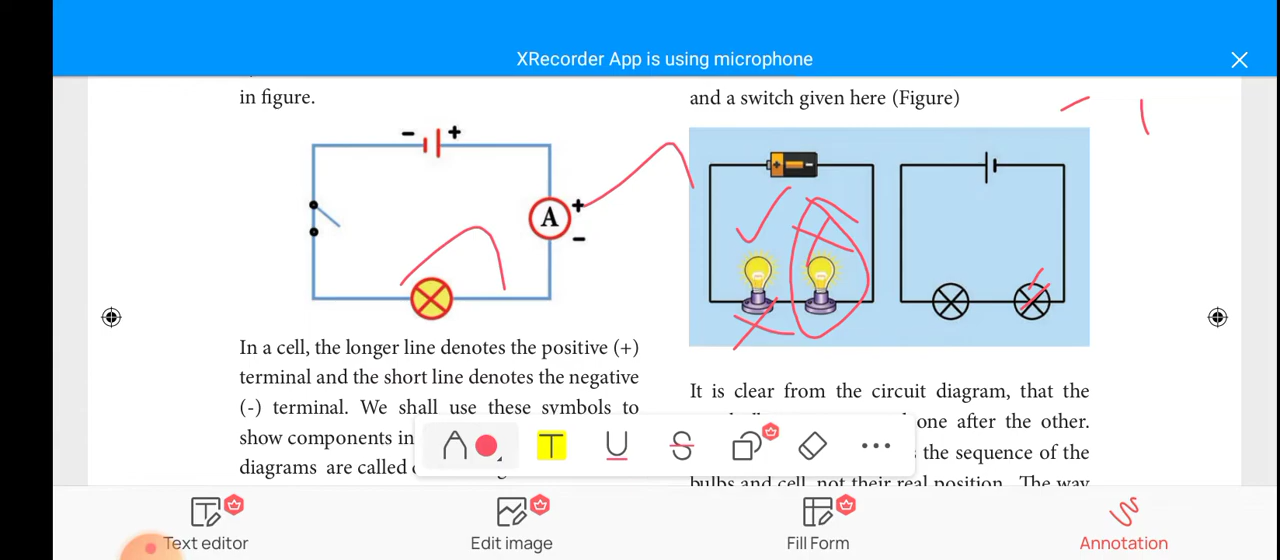 XRecorder App is using microphone
in figure.
- +
A
+
-
In a cell, the longer line denotes the positive (+)
terminal and the short line denotes the negative
(-) terminal. We shall use these symbols to
show components in
diagrams are called
and a switch given here (Figure)
+ -
It is clear from the circuit diagram, that the
one after the other.
the sequence of the
bulbs and cell, not their real position. The way
T
U
S
Text editor
Edit image
Fill Form
Annotation